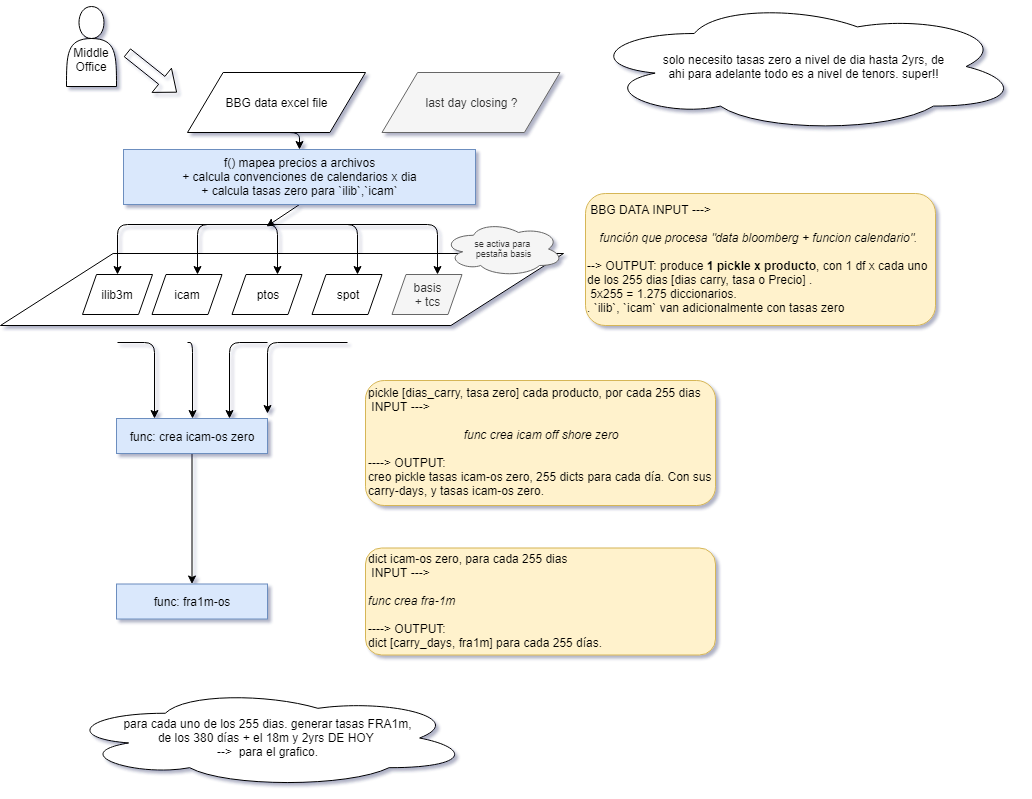 Middle
Office
BBG data excel file
last day closing ?
solo necesito tasas zero a nivel de dia hasta 2yrs, de
ahi para adelante todo es a nivel de tenors. super!!
f() mapea precios a archivos
+ calcula convenciones de calendarios x dia
+ calcula tasas zero para `ilib`,`icam`
se activa para
pestaña basis
ilib3m
icam
ptos
spot
basis
+ tcs
BBG DATA INPUT --->
función que procesa "data bloomberg + funcion calendario".
--> OUTPUT: produce 1 pickle x producto, con 1 df x cada uno
de los 255 dias [dias carry, tasa o Precio] .
5x255 = 1.275 diccionarios.
. `ilib`, `icam` van adicionalmente con tasas zero
func: crea icam-os zero
pickle [dias_carry, tasa zero] cada producto, por cada 255 dias
INPUT --->
func crea icam off shore zero
----> OUTPUT:
creo pickle tasas icam-os zero, 255 dicts para cada día. Con sus
carry-days, y tasas icam-os zero.
func: fra1m-os
dict icam-os zero, para cada 255 dias
INPUT --->
func crea fra-1m
----> OUTPUT:
dict [carry_days, fra1m] para cada 255 días.
para cada uno de los 255 dias. generar tasas FRA1m,
de los 380 días + el 18m y 2yrs DE HOY
--> para el grafico.